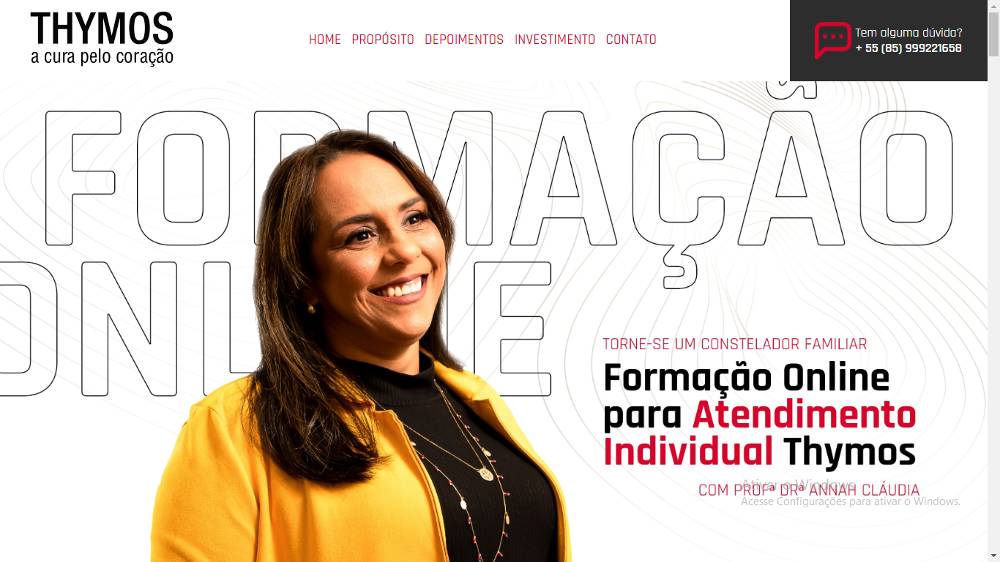 THYMOS
a cura pelo coração
HOME PROPÓSITO DEPOIMENTOS INVESTIMENTO CONTATO
Tem alguma dúvida?
+ 55 (85) 999221658
FORMAÇÃO
ONLINE
TORNE-SE UM CONSTELADOR FAMILIAR
Formação Online
para Atendimento
Individual Thymos
COM PROFª DRª ANNAH CLÁUDIA
Ativar o Windows
Acesse Configurações para ativar o Windows.